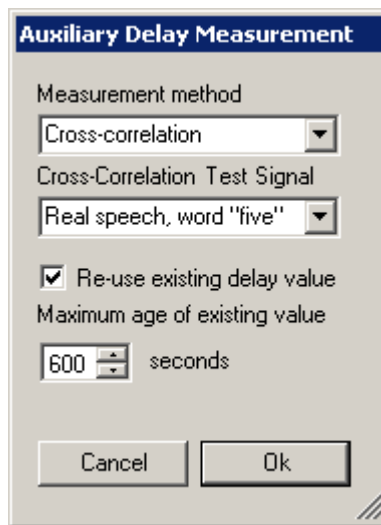 Auxiliary Delay Measurement
Measurement method
Cross-correlation
Cross-Correlation Test Signal
Real speech, word "five"
Re-use existing delay value
Maximum age of existing value
600 seconds
Cancel Ok